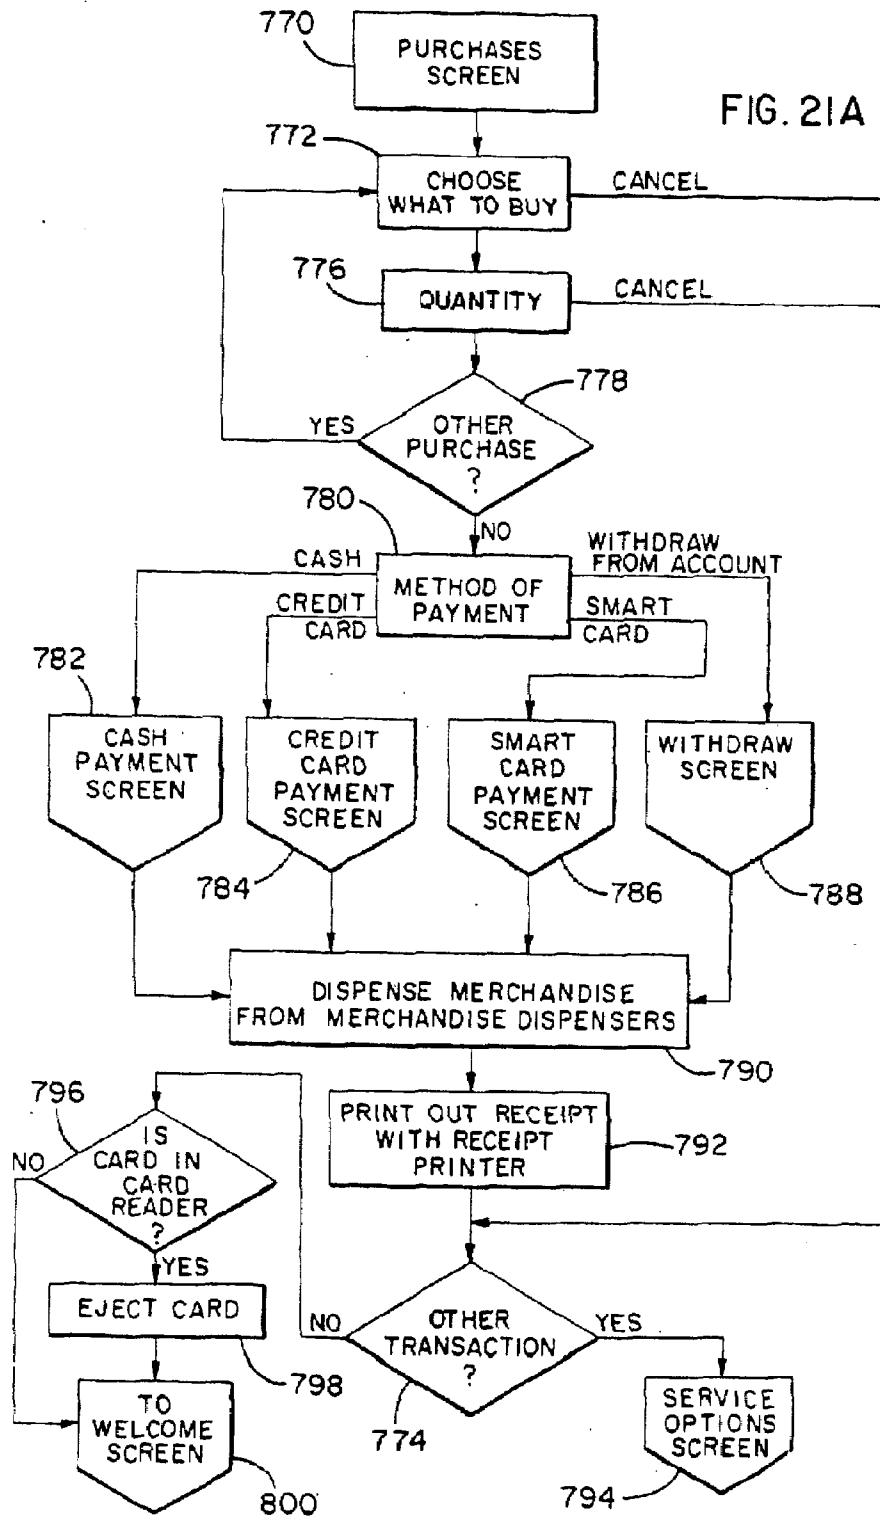 770
PURCHASES
SCREEN
FIG. 21A
772
CHOOSE
WHAT TO BUY
CANCEL
776
QUANTITY
CANCEL
778
YES
OTHER
PURCHASE
?
780
NO
CASH
METHOD OF
PAYMENT
WITHDRAW
FROM ACCOUNT
CREDIT
CARD
SMART
CARD
782
CASH
PAYMENT
SCREEN
CREDIT
CARD
PAYMENT
SCREEN
SMART
CARD
PAYMENT
SCREEN
WITHDRAW
SCREEN
784
786
788
DISPENSE MERCHANDISE
FROM MERCHANDISE DISPENSERS
790
796
PRINT OUT RECEIPT
WITH RECEIPT
PRINTER
792
NO
IS
CARD IN
CARD
READER
?
YES
EJECT CARD
798
NO
OTHER
TRANSACTION
?
YES
774
TO
WELCOME
SCREEN
800
SERVICE
OPTIONS
SCREEN
794